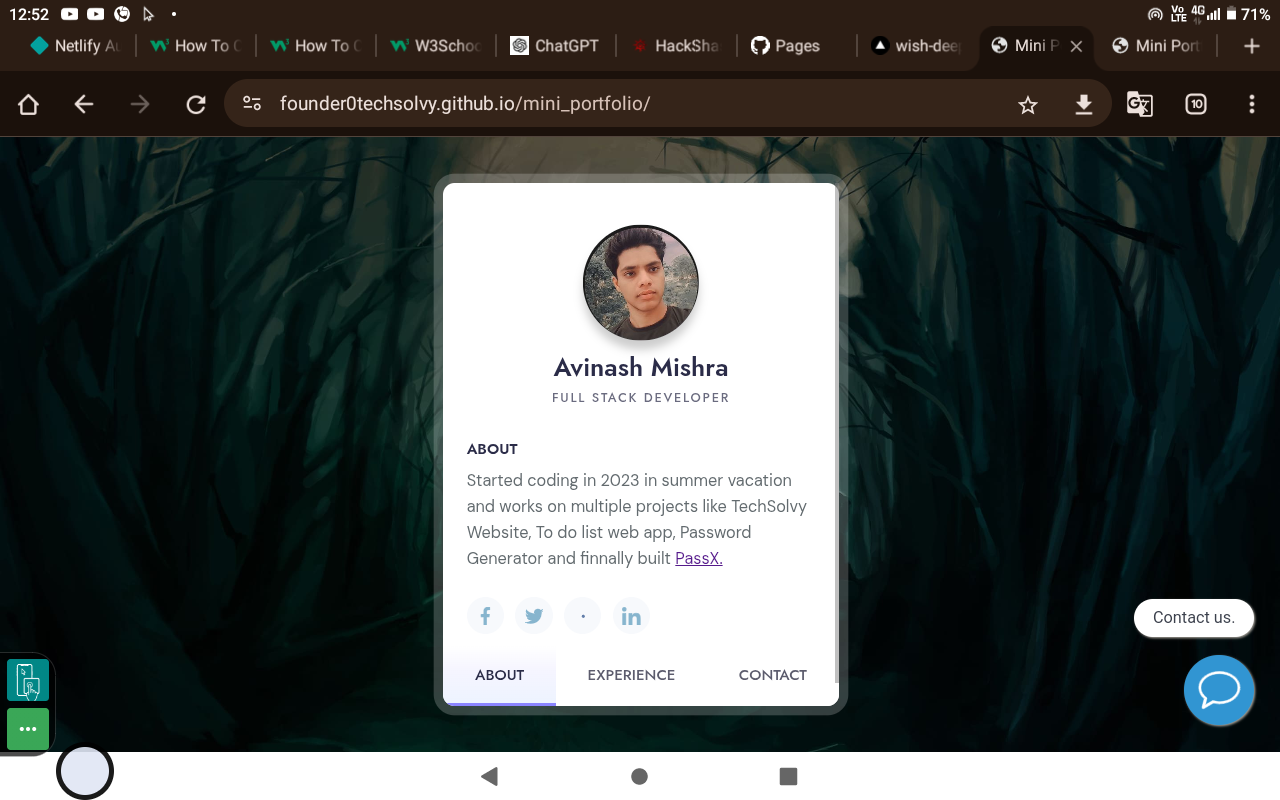 12:52
Vo LTE 4G 71%
Netlify Au
How To C
How To C
W3Schoo
ChatGPT
HackSha
Pages
wish-deep
Mini P
Mini Port
founder0techsolvy.github.io/mini_portfolio/
10
Avinash Mishra
FULL STACK DEVELOPER
ABOUT
Started coding in 2023 in summer vacation
and works on multiple projects like TechSolvy
Website, To do list web app, Password
Generator and finnally built PassX.
Contact us.
ABOUT EXPERIENCE CONTACT